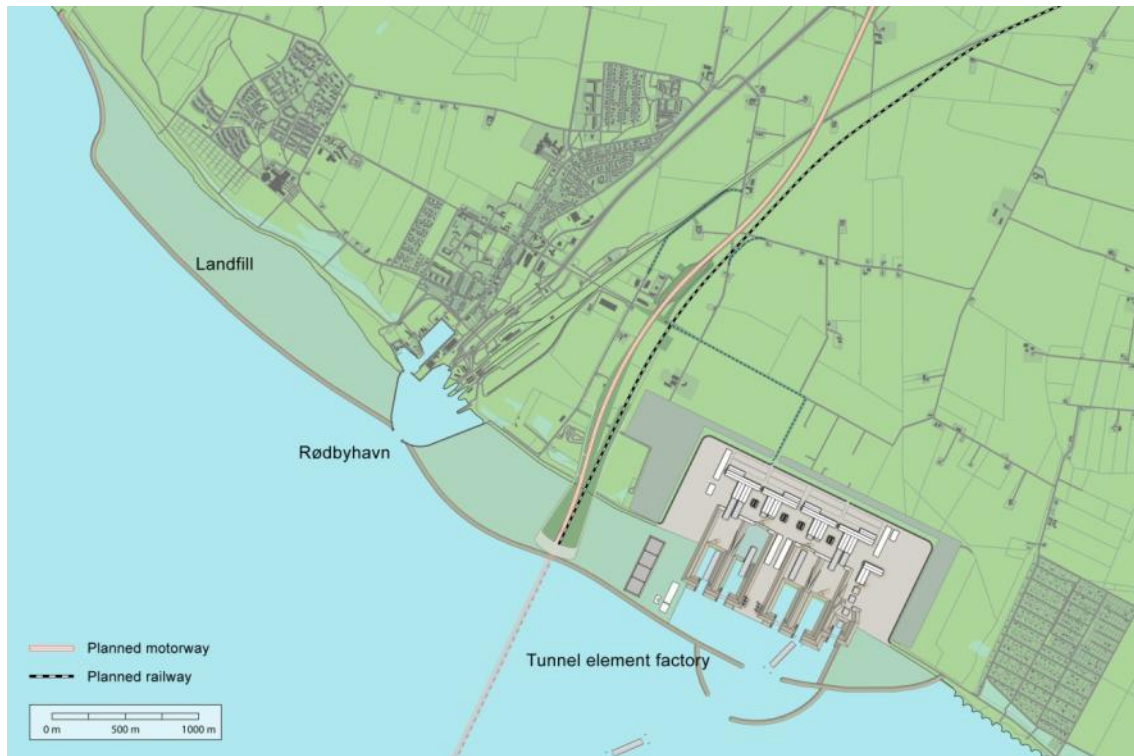 Landfill
Rødbyhavn
Tunnel element factory
Planned motorway
Planned railway
0 m 500 m 1000 m